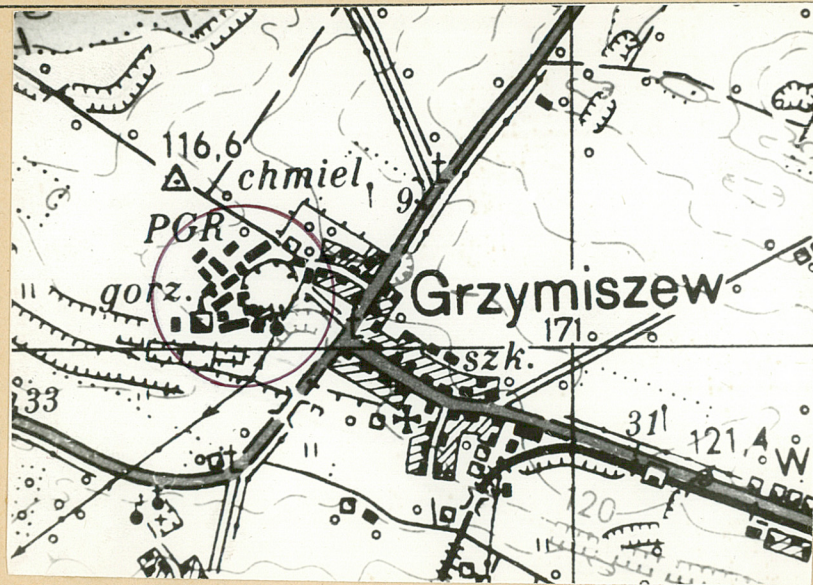 116,6
chmiel
9
PGR
gorz.
Grzymiszew
171
szk.
33
31
121,4
W
120